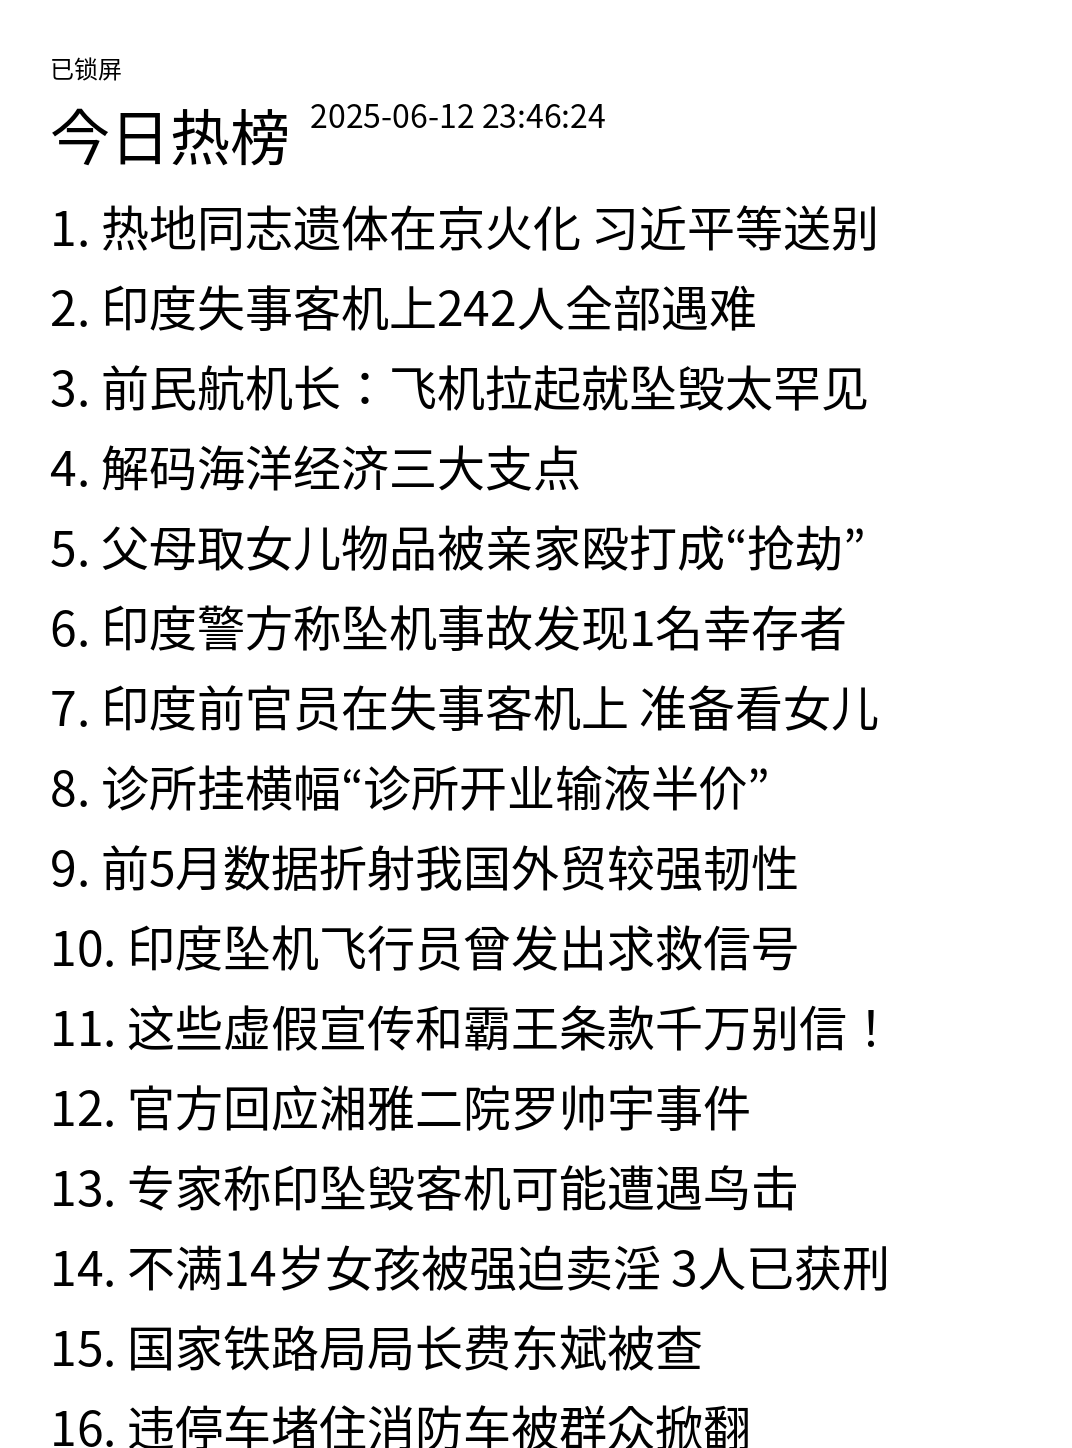 已锁屏
今日热榜 2025-06-12 23:46:24
1. 热地同志遗体在京火化 习近平等送别
2. 印度失事客机上242人全部遇难
3. 前民航机长：飞机拉起就坠毁太罕见
4. 解码海洋经济三大支点
5. 父母取女儿物品被亲家殴打成“抢劫”
6. 印度警方称坠机事故发现1名幸存者
7. 印度前官员在失事客机上 准备看女儿
8. 诊所挂横幅“诊所开业输液半价”
9. 前5月数据折射我国外贸较强韧性
10. 印度坠机飞行员曾发出求救信号
11. 这些虚假宣传和霸王条款千万别信！
12. 官方回应湘雅二院罗帅宇事件
13. 专家称印坠毁客机可能遭遇鸟击
14. 不满14岁女孩被强迫卖淫 3人已获刑
15. 国家铁路局局长费东斌被查
16. 违停车堵住消防车被群众掀翻